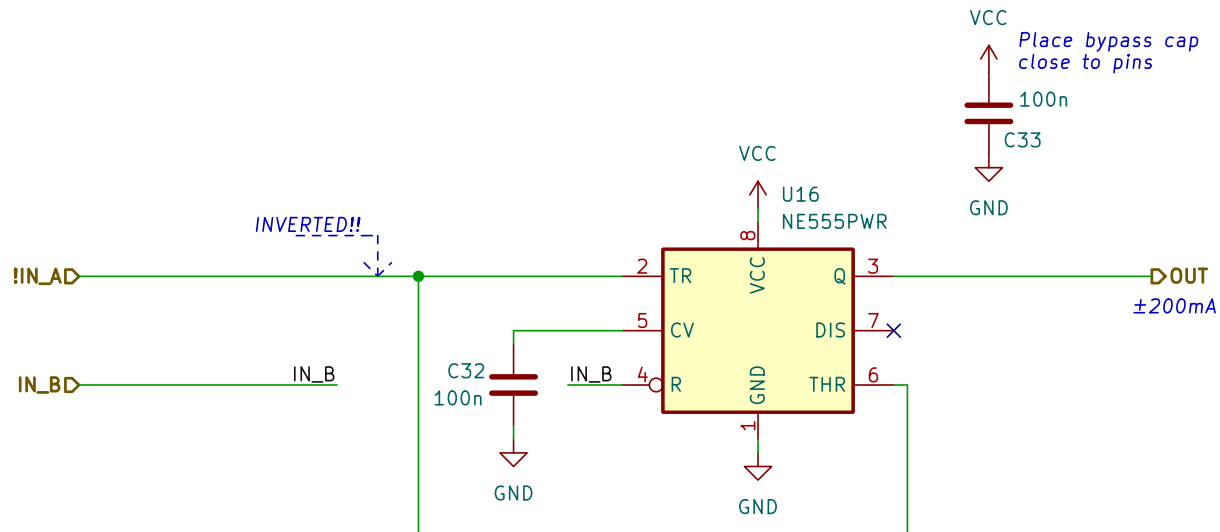 VCC
Place bypass cap
close to pins
100n
C33
GND
VCC
U16
NE555PWR
INVERTED!!
!IN_A
2
TR
8
VCC
Q
3
OUT
±200mA
5
CV
DIS
7
IN_B
IN_B
C32
100n
IN_B
4
R
GND
THR
6
1
GND
GND